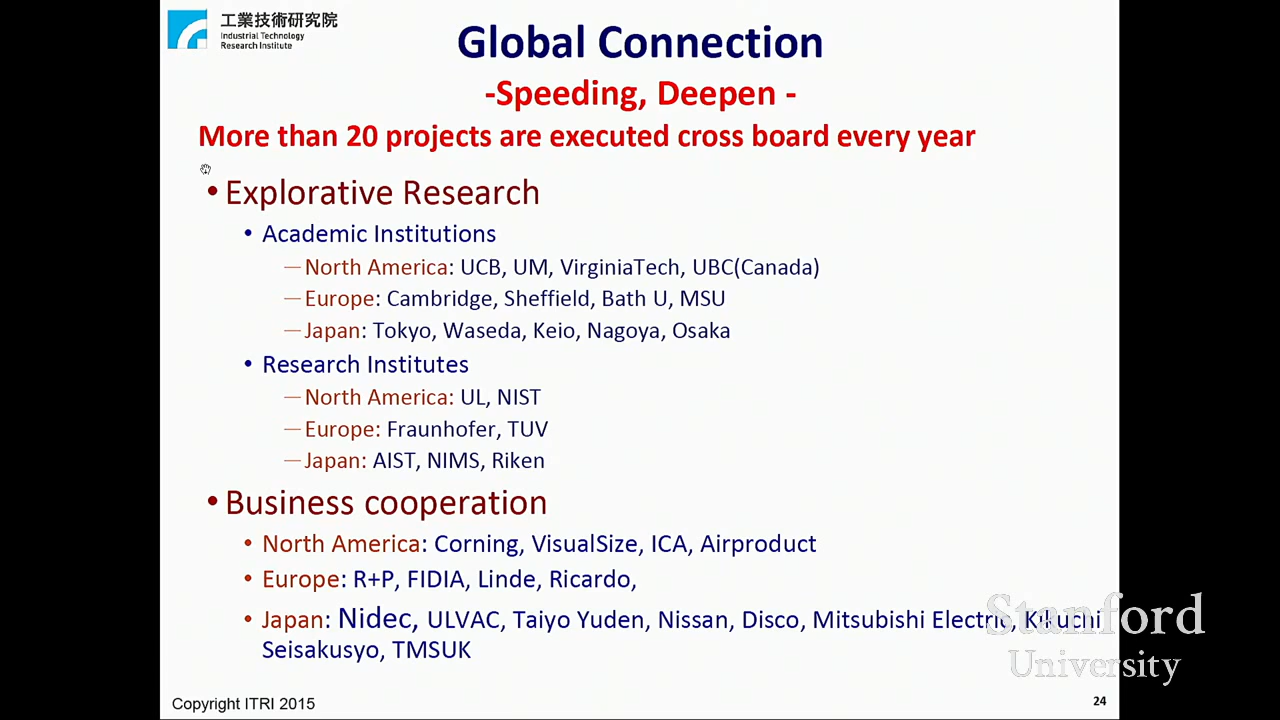 工業技術研究院
Industrial Technology
Research Institute
Global Connection
-Speeding, Deepen -
More than 20 projects are executed cross board every year
• Explorative Research
• Academic Institutions
—North America: UCB, UM, VirginiaTech, UBC(Canada)
—Europe: Cambridge, Sheffield, Bath U, MSU
—Japan: Tokyo, Waseda, Keio, Nagoya, Osaka
• Research Institutes
—North America: UL, NIST
—Europe: Fraunhofer, TUV
—Japan: AIST, NIMS, Riken
• Business cooperation
• North America: Corning, VisualSize, ICA, Airproduct
• Europe: R+P, FIDIA, Linde, Ricardo,
• Japan: Nidec, ULVAC, Taiyo Yuden, Nissan, Disco, Mitsubishi Electric, Kikuchi
Seisakusyo, TMSUK
Stanford
University
Copyright ITRI 2015
24